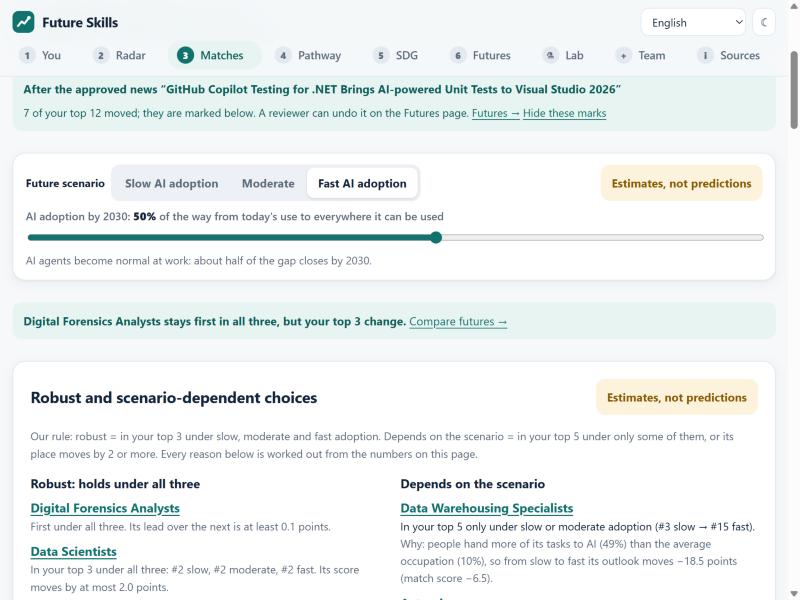 Future Skills
English
1 You
2 Radar
3 Matches
4 Pathway
5 SDG
6 Futures
Lab
+ Team
i Sources
After the approved news “GitHub Copilot Testing for .NET Brings AI-powered Unit Tests to Visual Studio 2026”
7 of your top 12 moved; they are marked below. A reviewer can undo it on the Futures page. Futures → Hide these marks
Future scenario
Slow AI adoption
Moderate
Fast AI adoption
Estimates, not predictions
AI adoption by 2030: 50% of the way from today's use to everywhere it can be used
AI agents become normal at work: about half of the gap closes by 2030.
Digital Forensics Analysts stays first in all three, but your top 3 change. Compare futures →
Robust and scenario-dependent choices
Estimates, not predictions
Our rule: robust = in your top 3 under slow, moderate and fast adoption. Depends on the scenario = in your top 5 under only some of them, or its
place moves by 2 or more. Every reason below is worked out from the numbers on this page.
Robust: holds under all three
Digital Forensics Analysts
First under all three. Its lead over the next is at least 0.1 points.
Data Scientists
In your top 3 under all three: #2 slow, #2 moderate, #2 fast. Its score
moves by at most 2.0 points.
Depends on the scenario
Data Warehousing Specialists
In your top 5 only under slow or moderate adoption (#3 slow → #15 fast).
Why: people hand more of its tasks to AI (49%) than the average
occupation (10%), so from slow to fast its outlook moves −18.5 points
(match score −6.5).